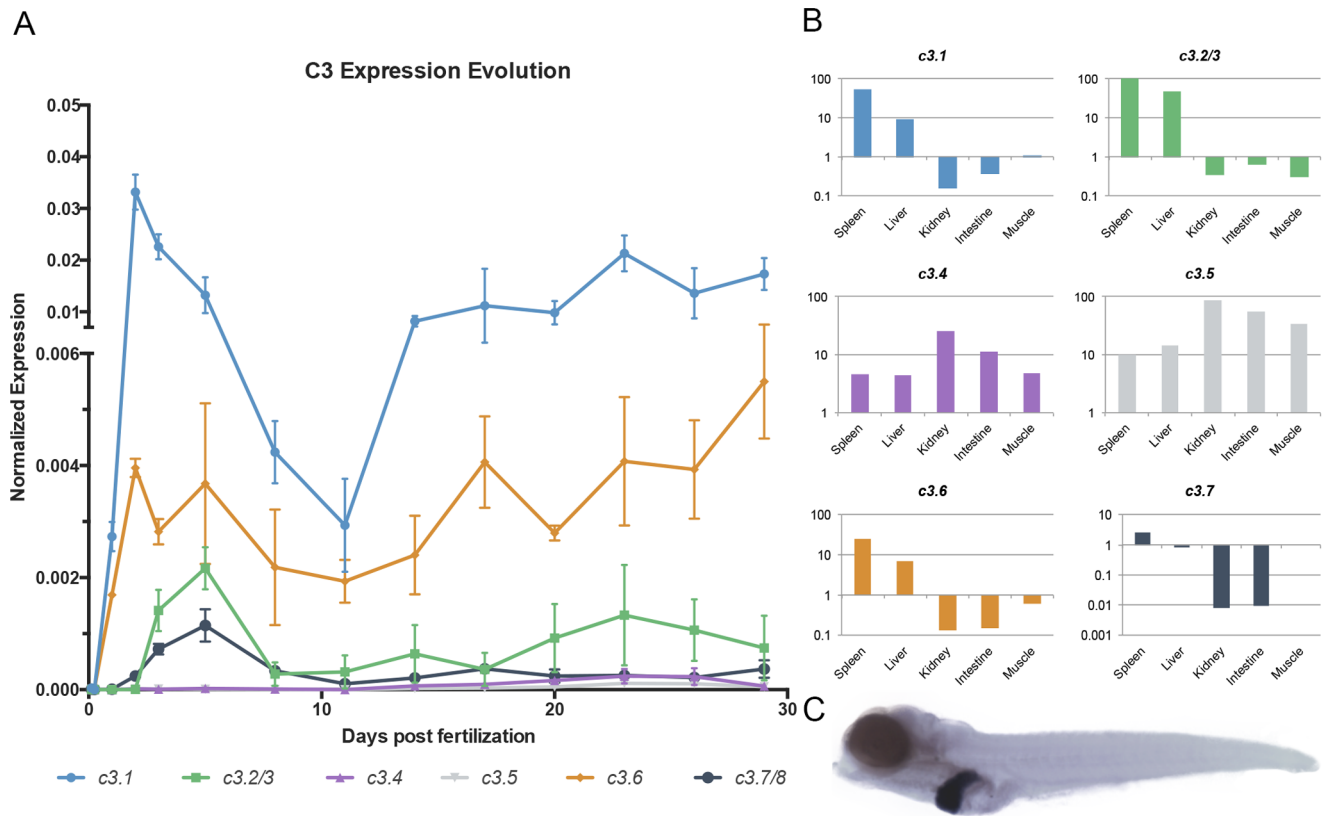 A
C3 Expression Evolution
0.05
0.04
0.03
0.02
0.01
0.006
0.004
0.002
0.000
Normalized Expression
0
10
20
30
Days post fertilization
c3.1
c3.2/3
c3.4
c3.5
c3.6
c3.7/8
B
c3.1
100
10
1
0.1
Spleen
Liver
Kidney
Intestine
Muscle
c3.2/3
100
10
1
0.1
Spleen
Liver
Kidney
Intestine
Muscle
c3.4
100
10
1
Spleen
Liver
Kidney
Intestine
Muscle
c3.5
100
10
1
Spleen
Liver
Kidney
Intestine
Muscle
c3.6
100
10
1
0.1
Spleen
Liver
Kidney
Intestine
Muscle
c3.7
10
1
0.1
0.01
0.001
Spleen
Liver
Kidney
Intestine
Muscle
C